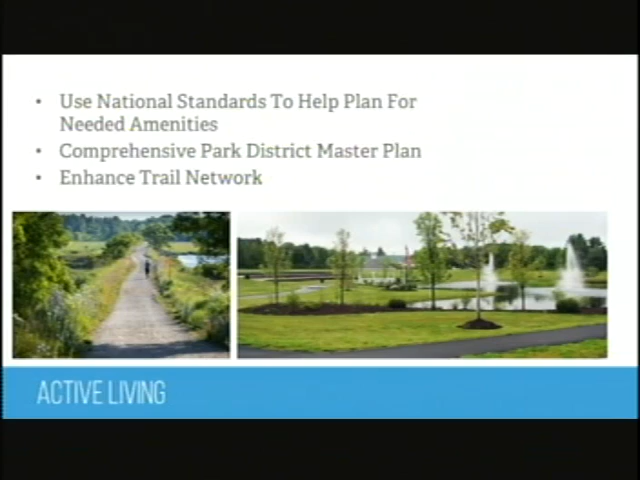 • Use National Standards To Help Plan For
Needed Amenities
• Comprehensive Park District Master Plan
• Enhance Trail Network
ACTIVE LIVING